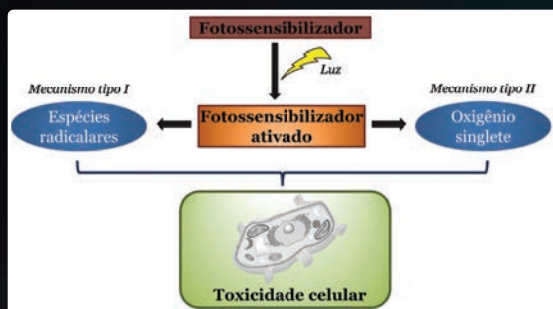 Fotossensibilizador
Luz
Mecanismo tipo I
Mecanismo tipo II
Espécies
radicalares
Fotossensibilizador
ativado
Oxigênio
singlete
Toxicidade celular